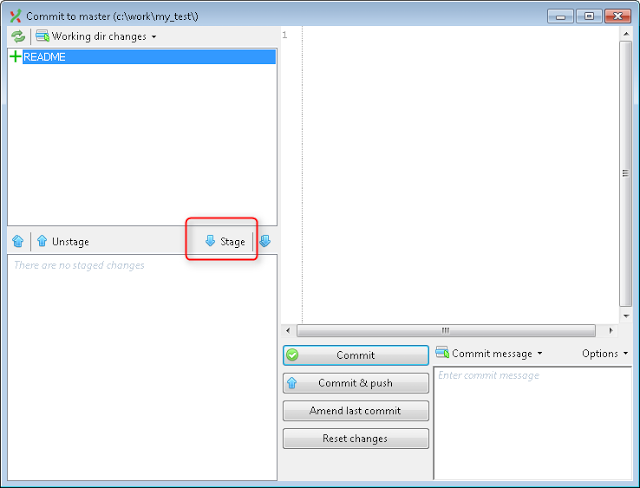 Commit to master (c:\work\my_test\)
Working dir changes
README
1
Unstage
Stage
There are no staged changes
Commit
Commit & push
Amend last commit
Reset changes
Commit message
Options
Enter commit message